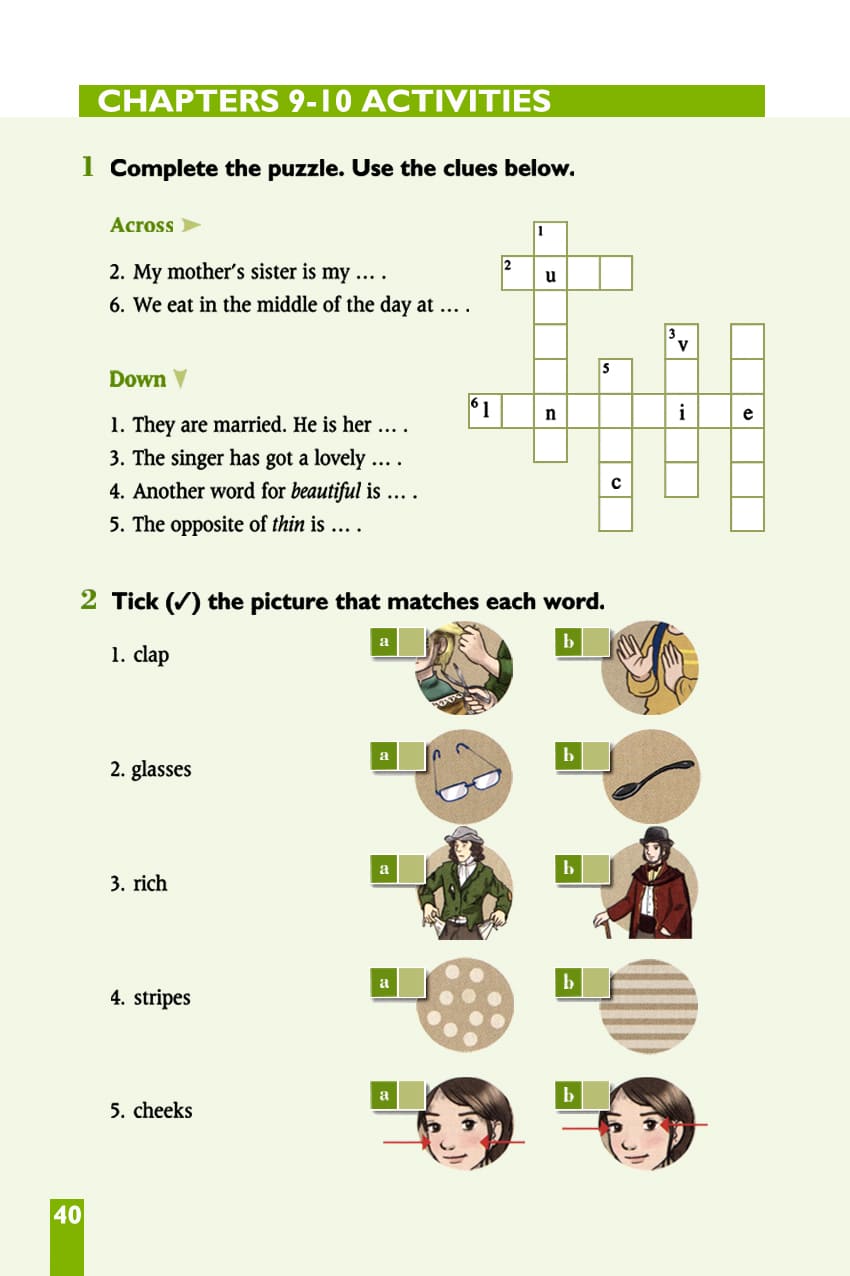 CHAPTERS 9-10 ACTIVITIES
1 Complete the puzzle. Use the clues below.
Across
2. My mother's sister is my ... .
6. We eat in the middle of the day at ... .
Down
1. They are married. He is her ... .
3. The singer has got a lovely ... .
4. Another word for beautiful is ... .
5. The opposite of thin is ... .
1
2 u
3 v
5
6 l n i e
c
2 Tick (✓) the picture that matches each word.
1. clap a b
2. glasses a b
3. rich a b
4. stripes a b
5. cheeks a b
40